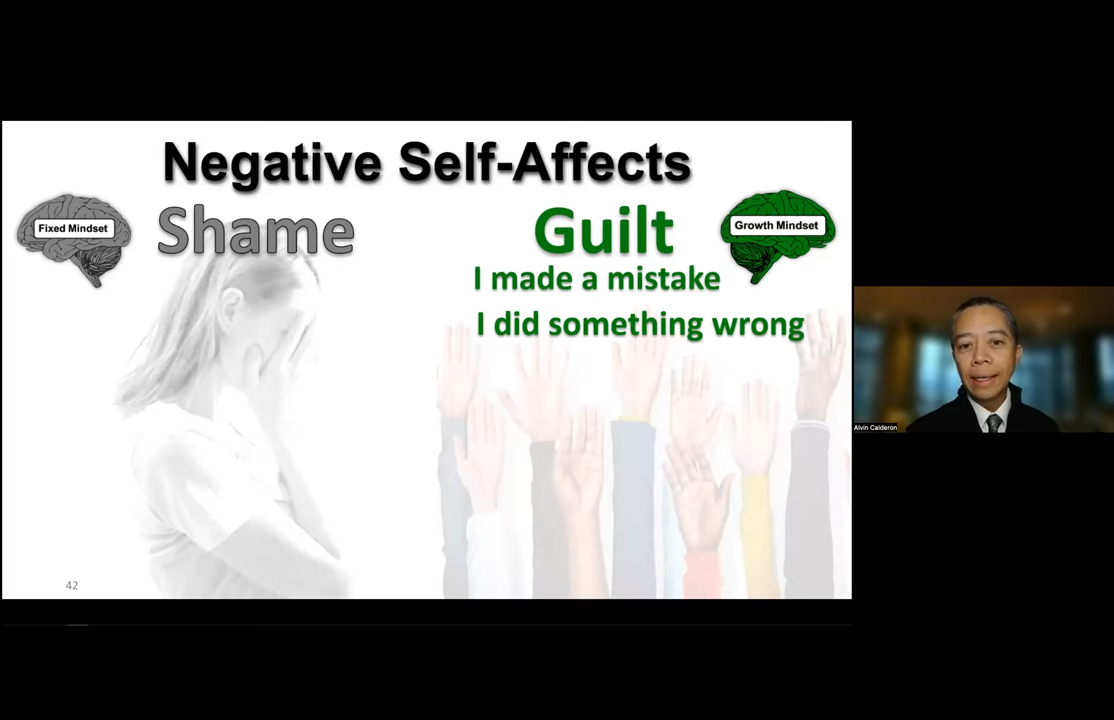 Negative Self-Affects
Fixed Mindset
Shame
Guilt
Growth Mindset
I made a mistake
I did something wrong
42
Alvin Calderon